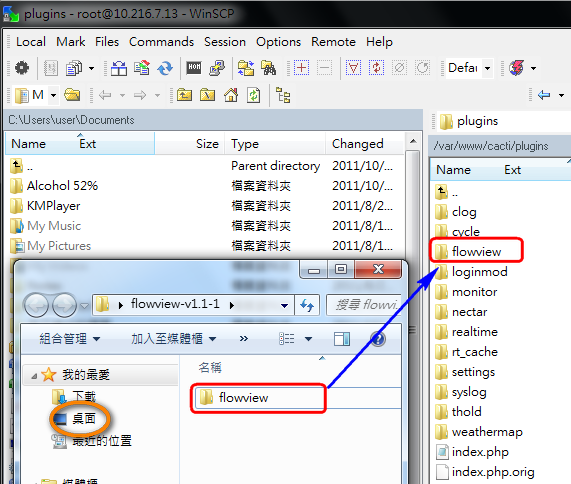 plugins - root@10.216.7.13 - WinSCP
Local Mark Files Commands Session Options Remote Help
Defau
M
C:\Users\user\Documents
Name Ext Size Type Changed
.. Parent directory 2011/10/...
Alcohol 52% 檔案資料夾 2011/10/...
KMPlayer 檔案資料夾 2011/8/2...
My Music 檔案資料夾 2011/8/1...
My Pictures 檔案資料夾 2011/8/1...
flowview-v1.1-1
搜尋 flowvi...
組合管理 加入至媒體櫃 »
我的最愛
下載
桌面
最近的位置
媒體櫃
名稱
flowview
plugins
/var/www/cacti/plugins
Name Ext
..
clog
cycle
flowview
loginmod
monitor
nectar
realtime
rt_cache
settings
syslog
thold
weathermap
index.php
index.php.orig